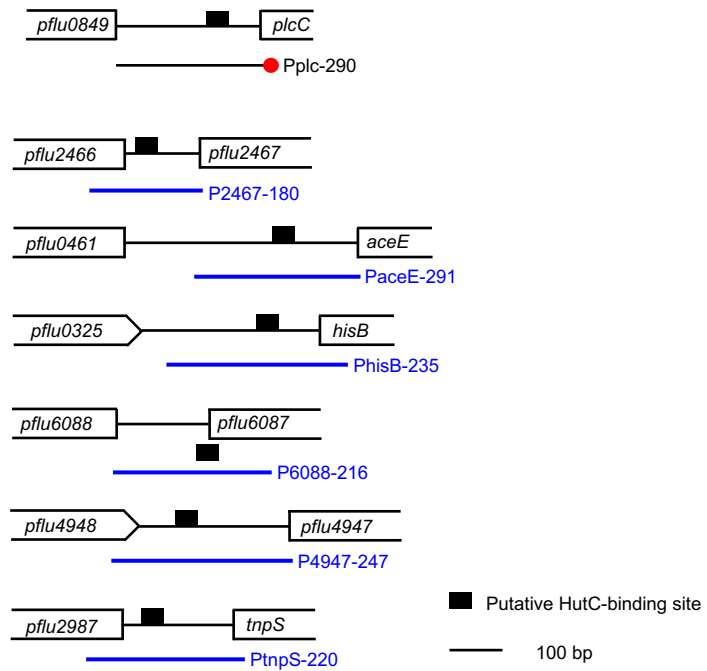 pflu0849 plcC
Pplc-290
pflu2466 pflu2467
P2467-180
pflu0461 aceE
PaceE-291
pflu0325 hisB
PhisB-235
pflu6088 pflu6087
P6088-216
pflu4948 pflu4947
P4947-247
pflu2987 tnpS
PtnpS-220
Putative HutC-binding site
100 bp